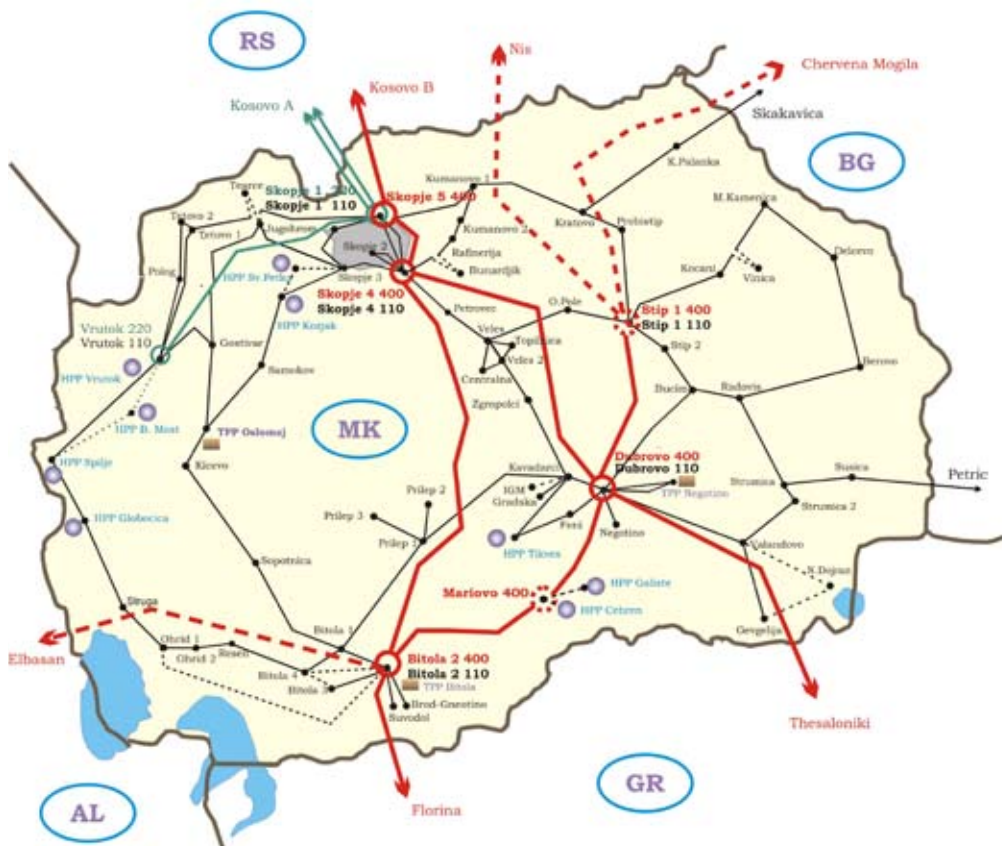 RS
Nis
Chervena Mogila
Kosovo B
Kosovo A
Skakavica
K.Palanka
BG
Tearce
Skopje 1 220
Skopje 1 110
Skopje 5 400
Kumanovo 1
M.Kamenica
Tetovo 2
Tetovo 1
Jugohrom
Kratovo
Probistip
Kumanovo 2
Skopje 2
Rafinerija
Delcevo
Polog
HPP Sv.Petka
Skopje 3
Bunardjik
Kocani
Vinica
Skopje 4 400
Skopje 4 110
HPP Kozjak
Petrovec
O.Pole
Stip 1 400
Stip 1 110
Vrutok 220
Vrutok 110
Gostivar
Veles
Topilnica
Veles 2
Stip 2
HPP Vrutok
Samokov
Centralna
Berovo
Zgropolci
Bucim
Radovis
HPP B. Most
TPP Oslomej
MK
HPP Spilje
Kicevo
Kavadarci
Dubrovo 400
Dubrovo 110
TPP Negotino
Strumica
Susica
Petric
IGM
Gradska
Prilep 2
Prilep 3
Prilep 1
HPP Globocica
Strumica 2
Negotino
HPP Tikves
Valandovo
Sopotnica
N.Dojran
Mariovo 400
HPP Galiste
HPP Cebren
Struga
Gevgelija
Elbasan
Ohrid 1
Ohrid 2
Resen
Bitola 1
Bitola 4
Bitola 3
Bitola 2 400
Bitola 2 110
TPP Bitola
Brod-Gneotino
Suvodol
Thesaloniki
Florina
GR
AL